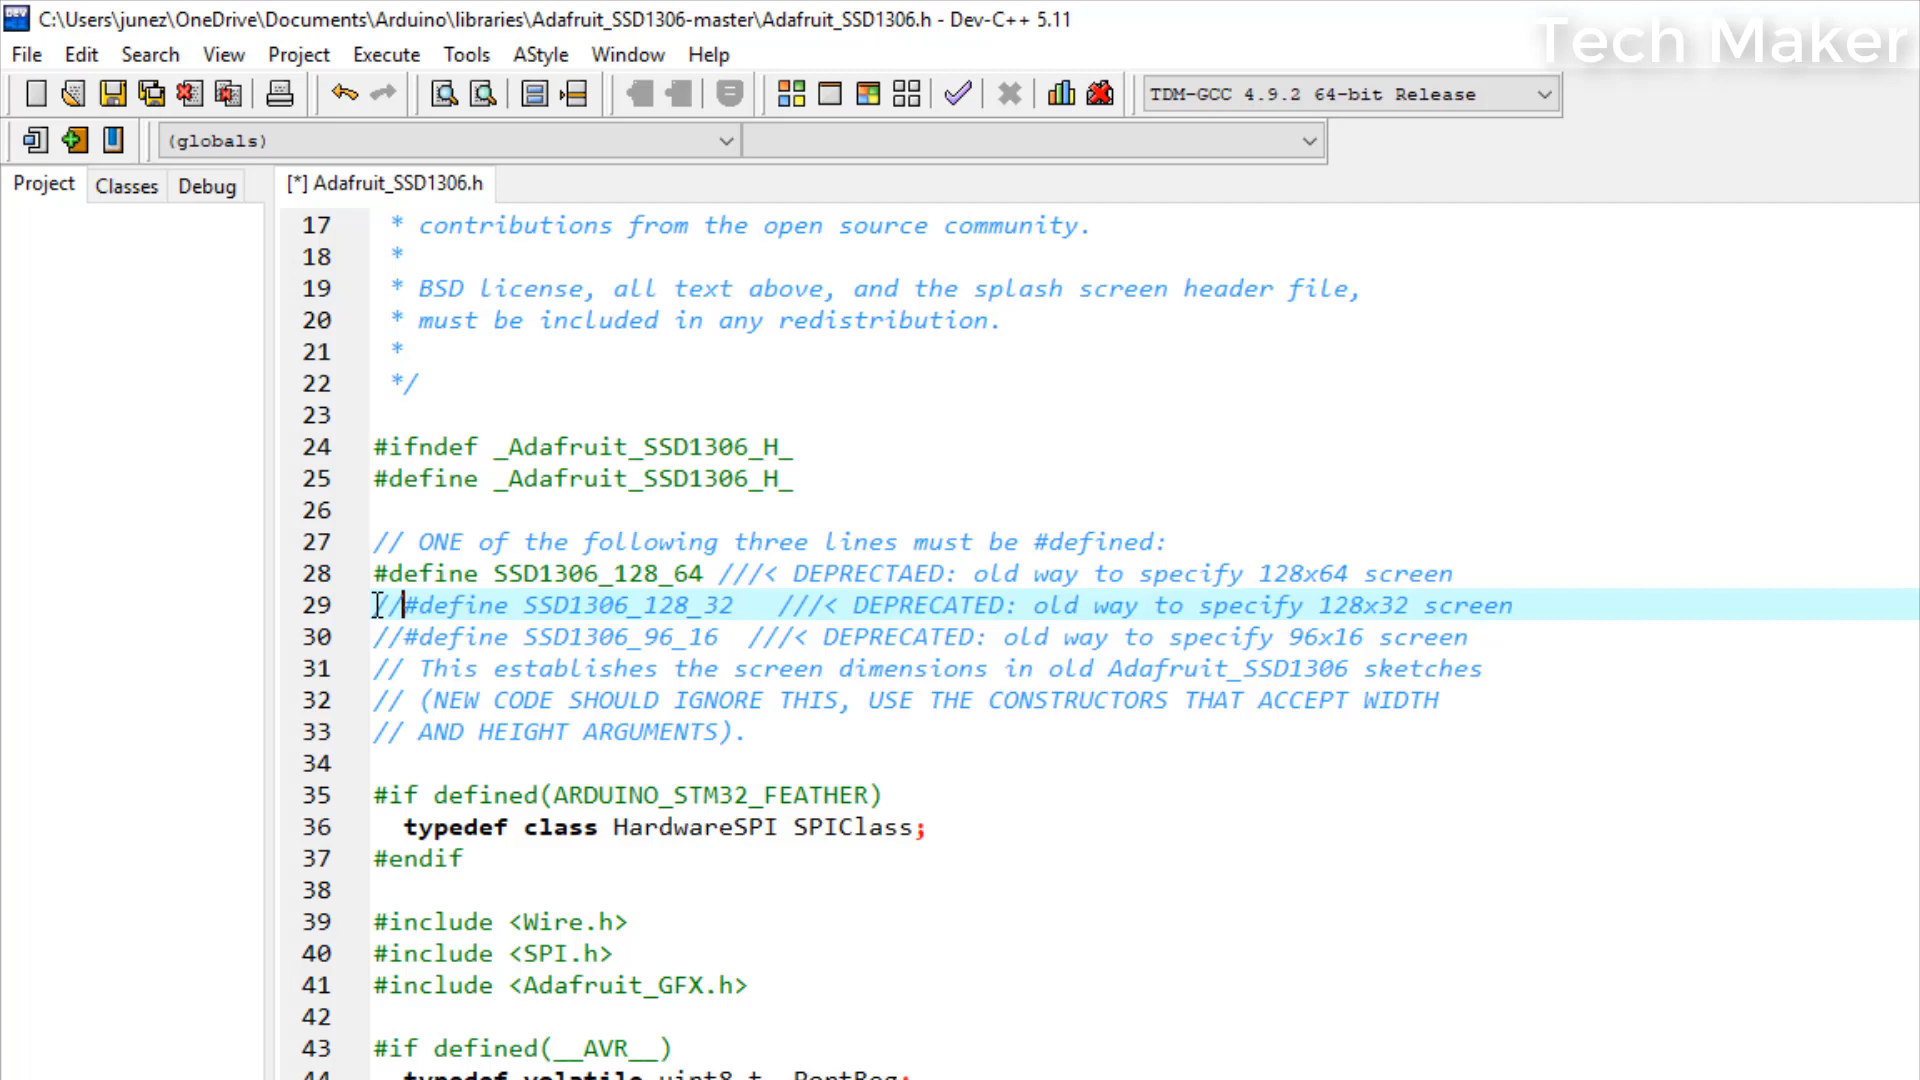 C:\Users\junez\OneDrive\Documents\Arduino\libraries\Adafruit_SSD1306-master\Adafruit_SSD1306.h - Dev-C++ 5.11
Tech Maker
File Edit Search View Project Execute Tools AStyle Window Help
TDM-GCC 4.9.2 64-bit Release
(globals)
Project Classes Debug
[*] Adafruit_SSD1306.h
17 * contributions from the open source community.
18 *
19 * BSD license, all text above, and the splash screen header file,
20 * must be included in any redistribution.
21 *
22 */
23
24 #ifndef _Adafruit_SSD1306_H_
25 #define _Adafruit_SSD1306_H_
26
27 // ONE of the following three lines must be #defined:
28 #define SSD1306_128_64 ///< DEPRECTAED: old way to specify 128x64 screen
29 //#define SSD1306_128_32   ///< DEPRECATED: old way to specify 128x32 screen
30 //#define SSD1306_96_16  ///< DEPRECATED: old way to specify 96x16 screen
31 // This establishes the screen dimensions in old Adafruit_SSD1306 sketches
32 // (NEW CODE SHOULD IGNORE THIS, USE THE CONSTRUCTORS THAT ACCEPT WIDTH
33 // AND HEIGHT ARGUMENTS).
34
35 #if defined(ARDUINO_STM32_FEATHER)
36   typedef class HardwareSPI SPIClass;
37 #endif
38
39 #include <Wire.h>
40 #include <SPI.h>
41 #include <Adafruit_GFX.h>
42
43 #if defined(__AVR__)
44   typedef volatile uint8_t  PortReg;